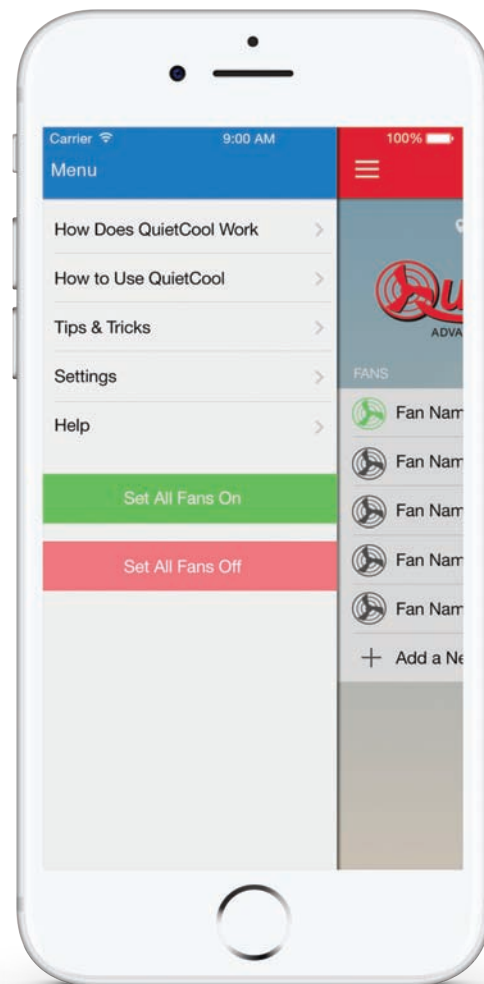 Carrier 9:00 AM 100%
Menu
How Does QuietCool Work
How to Use QuietCool
Tips & Tricks
Settings
Help
Set All Fans On
Set All Fans Off
Qu
ADVA
FANS
Fan Nam
Fan Nam
Fan Nam
Fan Nam
Fan Nam
+ Add a Ne